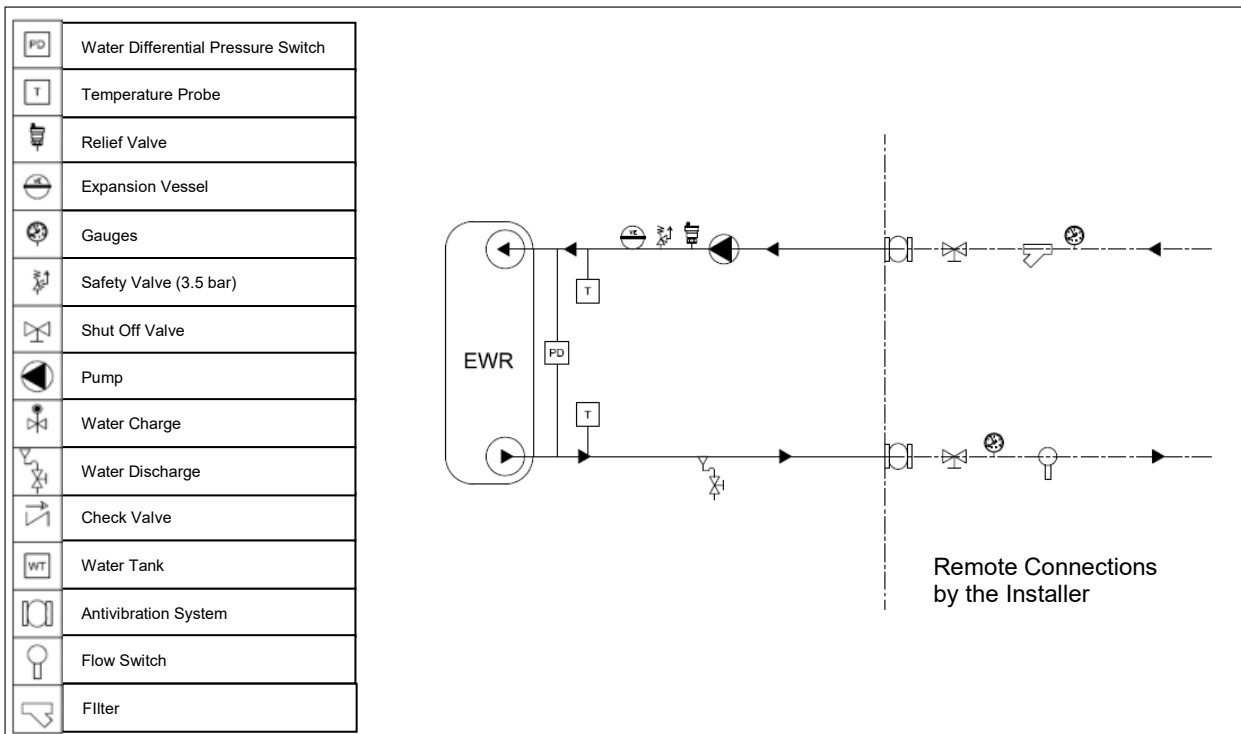 PD
Water Differential Pressure Switch
T
Temperature Probe
Relief Valve
VE
Expansion Vessel
Gauges
Safety Valve (3.5 bar)
Shut Off Valve
Pump
Water Charge
Water Discharge
Check Valve
WT
Water Tank
Antivibration System
Flow Switch
FIlter
VE
T
EWR
PD
T
Remote Connections
by the Installer